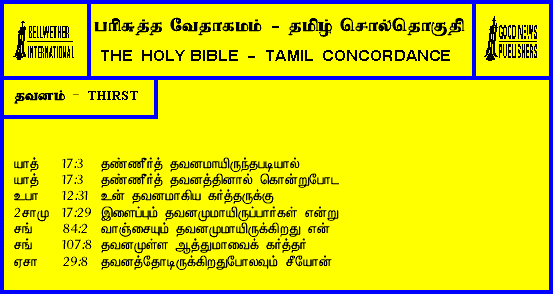 BELLWETHER
INTERNATIONAL
பரிசுத்த வேதாகமம் - தமிழ் சொல்தொகுதி
THE HOLY BIBLE - TAMIL CONCORDANCE
GOOD NEWS
PUBLISHERS
தவனம் - THIRST
யாத் 17:3 தண்ணீர்த் தவனமாயிருந்தபடியால்
யாத் 17:3 தண்ணீர்த் தவனத்தினால் கொன்றுபோட
உபா 12:31 உன் தவனமாகிய கர்த்தருக்கு
2சாமு 17:29 இளைப்பும் தவனமுமாயிருப்பார்கள் என்று
சங் 84:2 வாஞ்சையும் தவனமுமாயிருக்கிறது என்
சங் 107:8 தவனமுள்ள ஆத்துமாவைக் கர்த்தர்
ஏசா 29:8 தவனத்தோடிருக்கிறதுபோலவும் சீயோன்